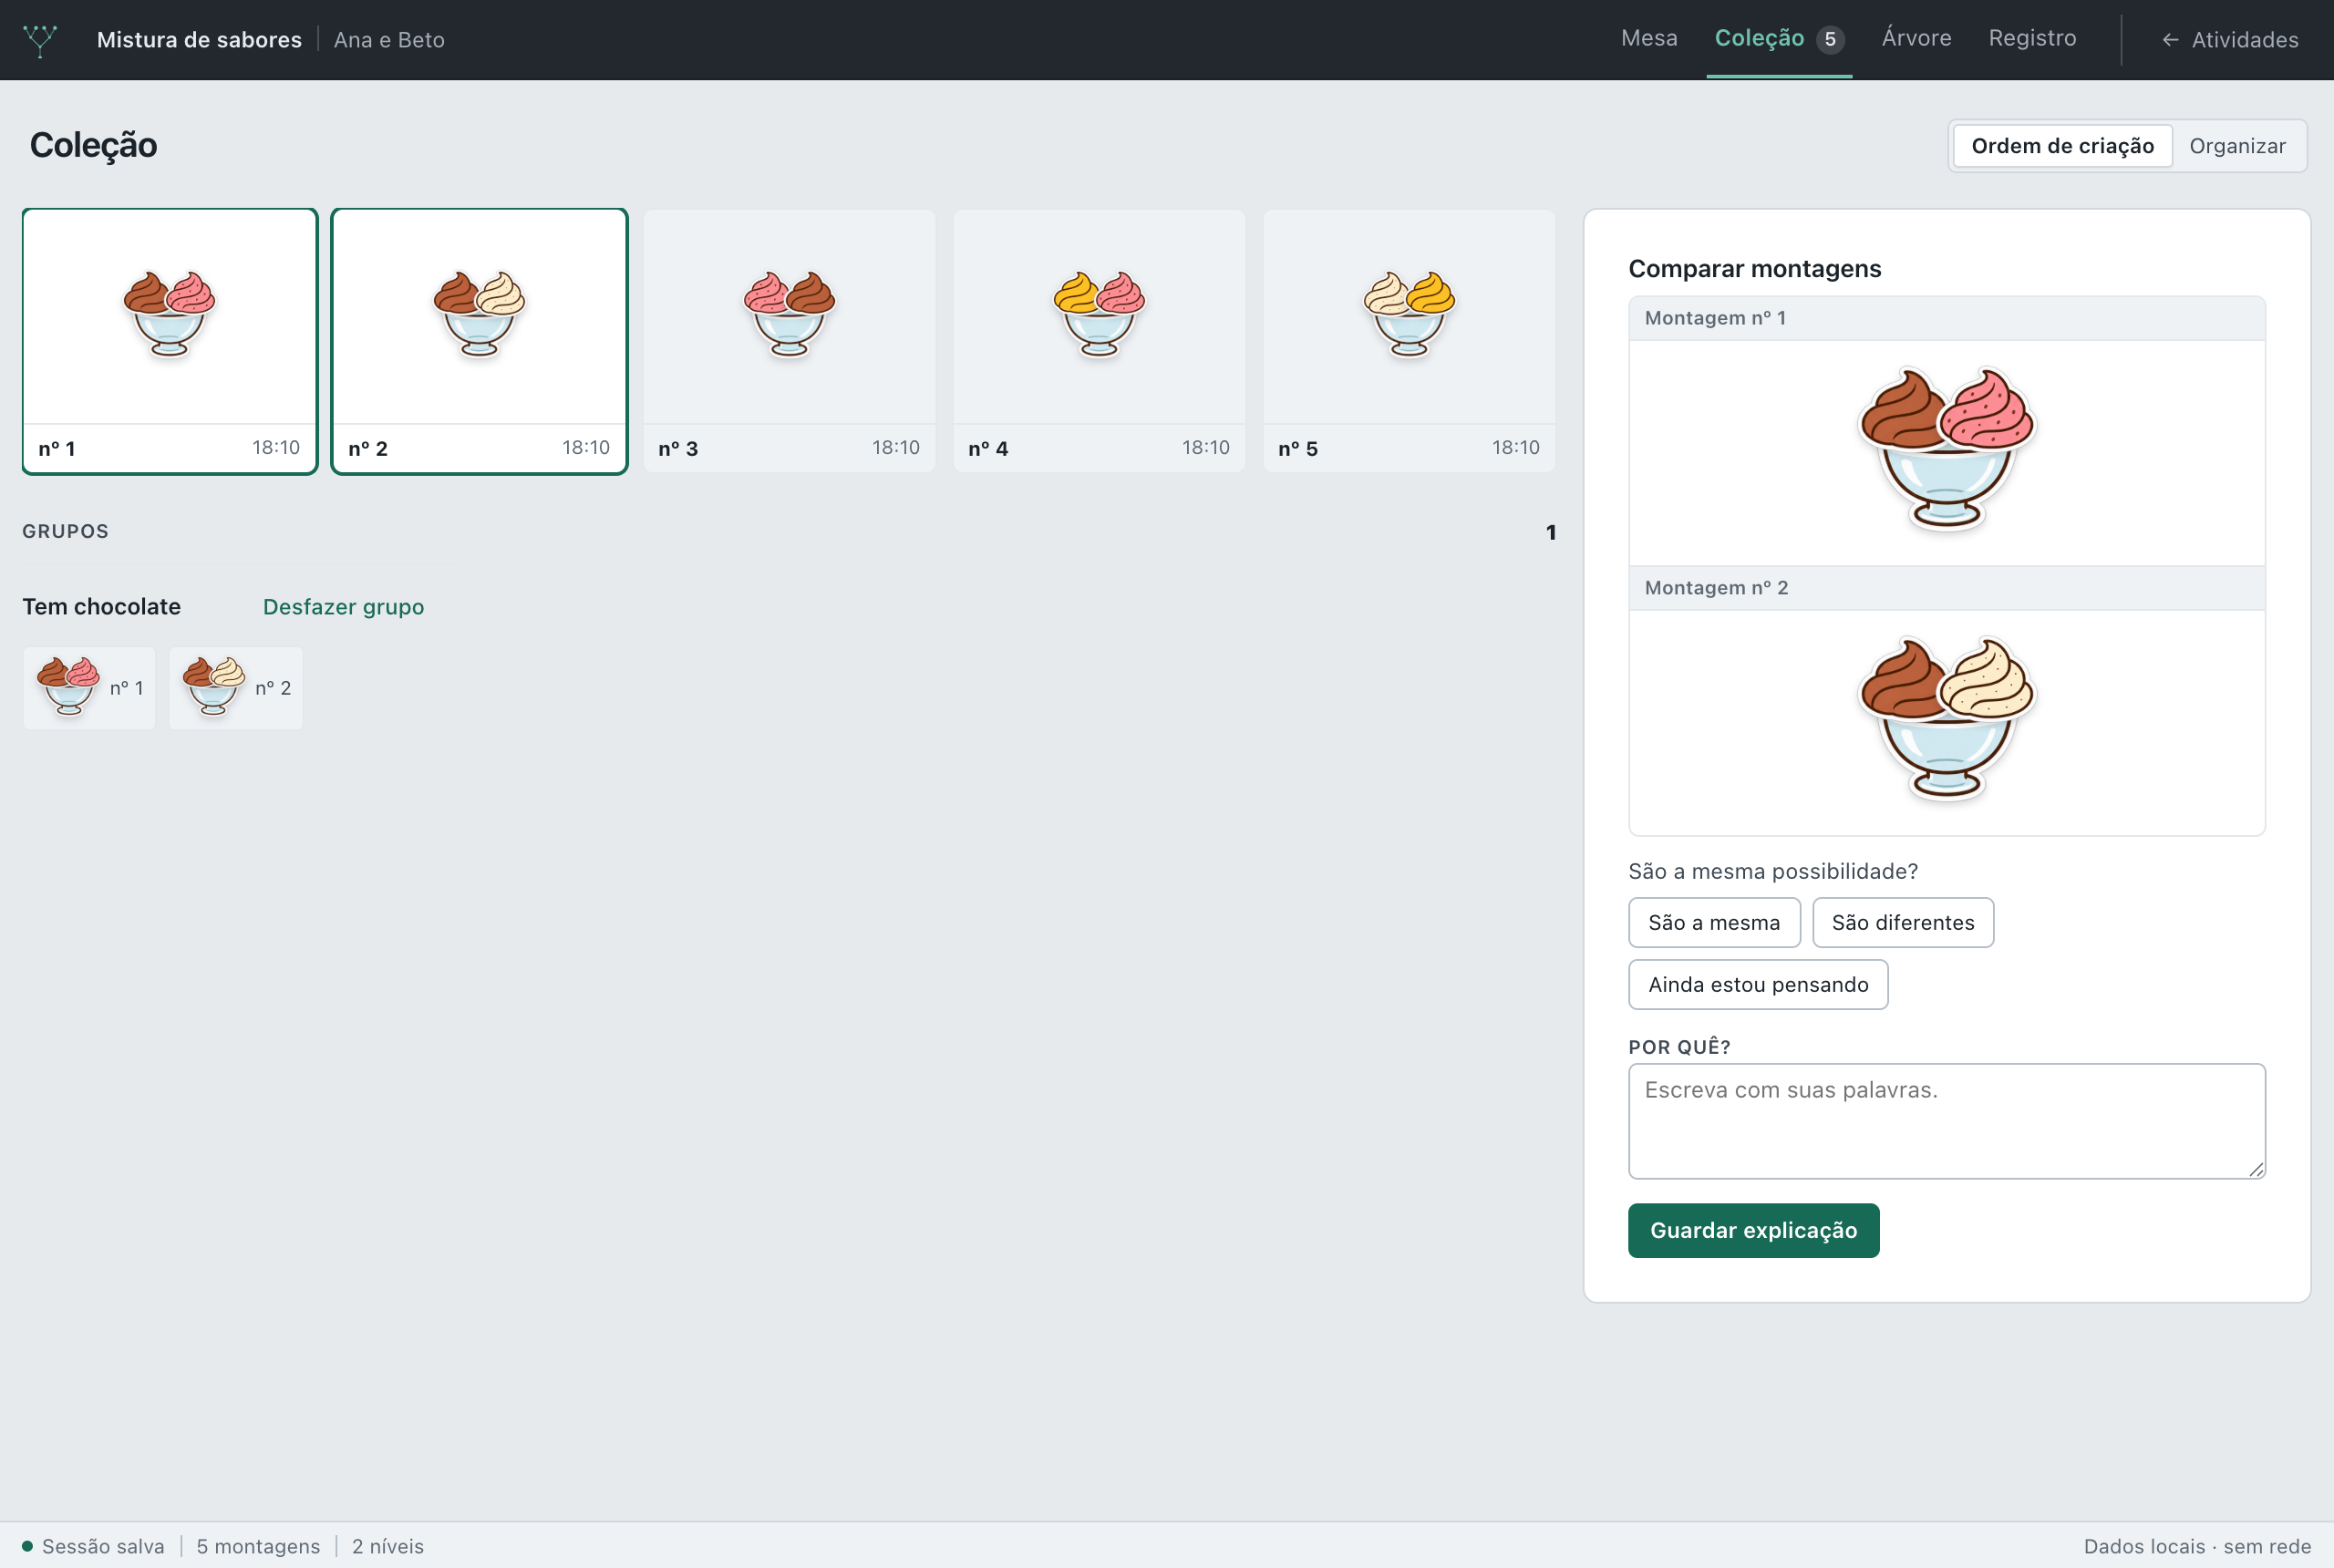 Mistura de sabores
Ana e Beto
Mesa
Coleção 5
Árvore
Registro
← Atividades
Coleção
Ordem de criação
Organizar
nº 1 18:10
nº 2 18:10
nº 3 18:10
nº 4 18:10
nº 5 18:10
GRUPOS 1
Tem chocolate
Desfazer grupo
nº 1
nº 2
Comparar montagens
Montagem nº 1
Montagem nº 2
São a mesma possibilidade?
São a mesma
São diferentes
Ainda estou pensando
POR QUÊ?
Escreva com suas palavras.
Guardar explicação
Sessão salva
5 montagens
2 níveis
Dados locais · sem rede